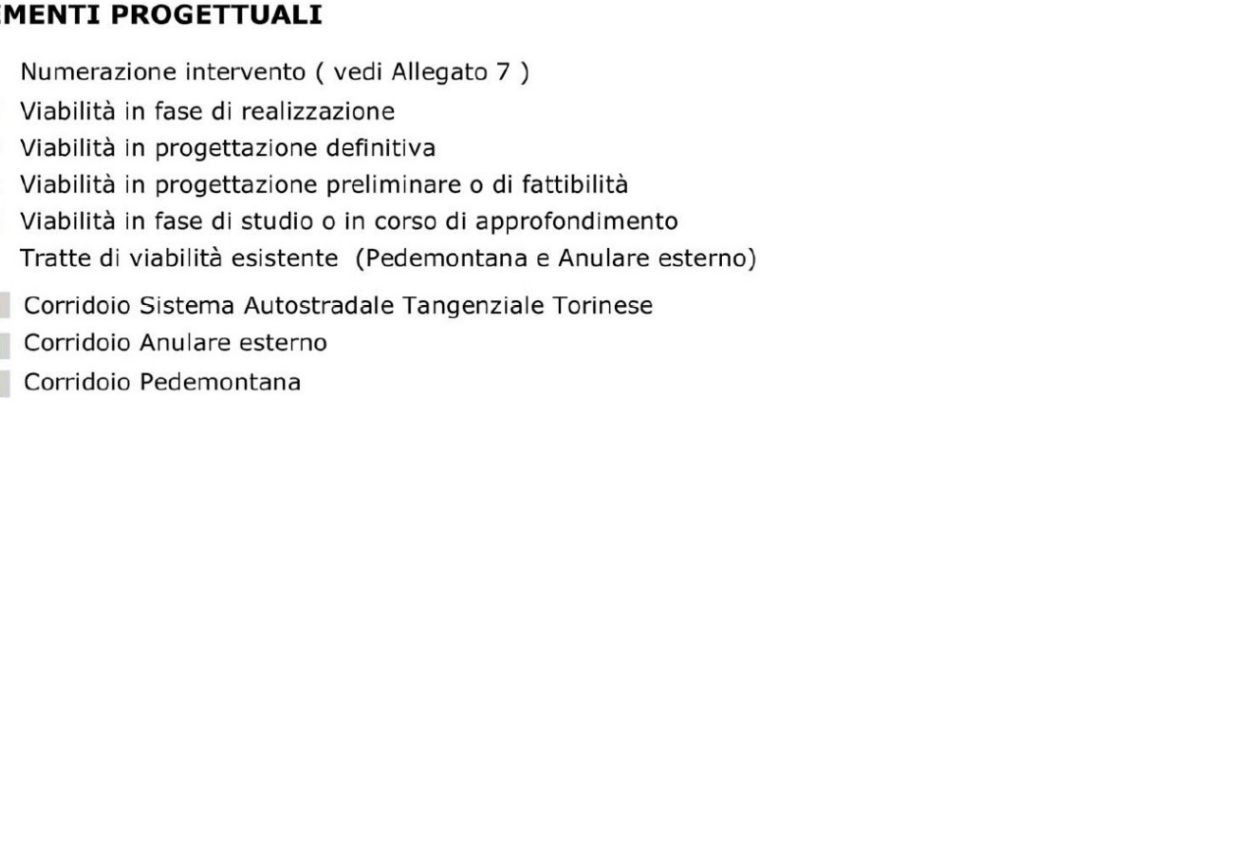 EMENTI PROGETTUALI
Numerazione intervento ( vedi Allegato 7 )
Viabilità in fase di realizzazione
Viabilità in progettazione definitiva
Viabilità in progettazione preliminare o di fattibilità
Viabilità in fase di studio o in corso di approfondimento
Tratte di viabilità esistente  (Pedemontana e Anulare esterno)
Corridoio Sistema Autostradale Tangenziale Torinese
Corridoio Anulare esterno
Corridoio Pedemontana